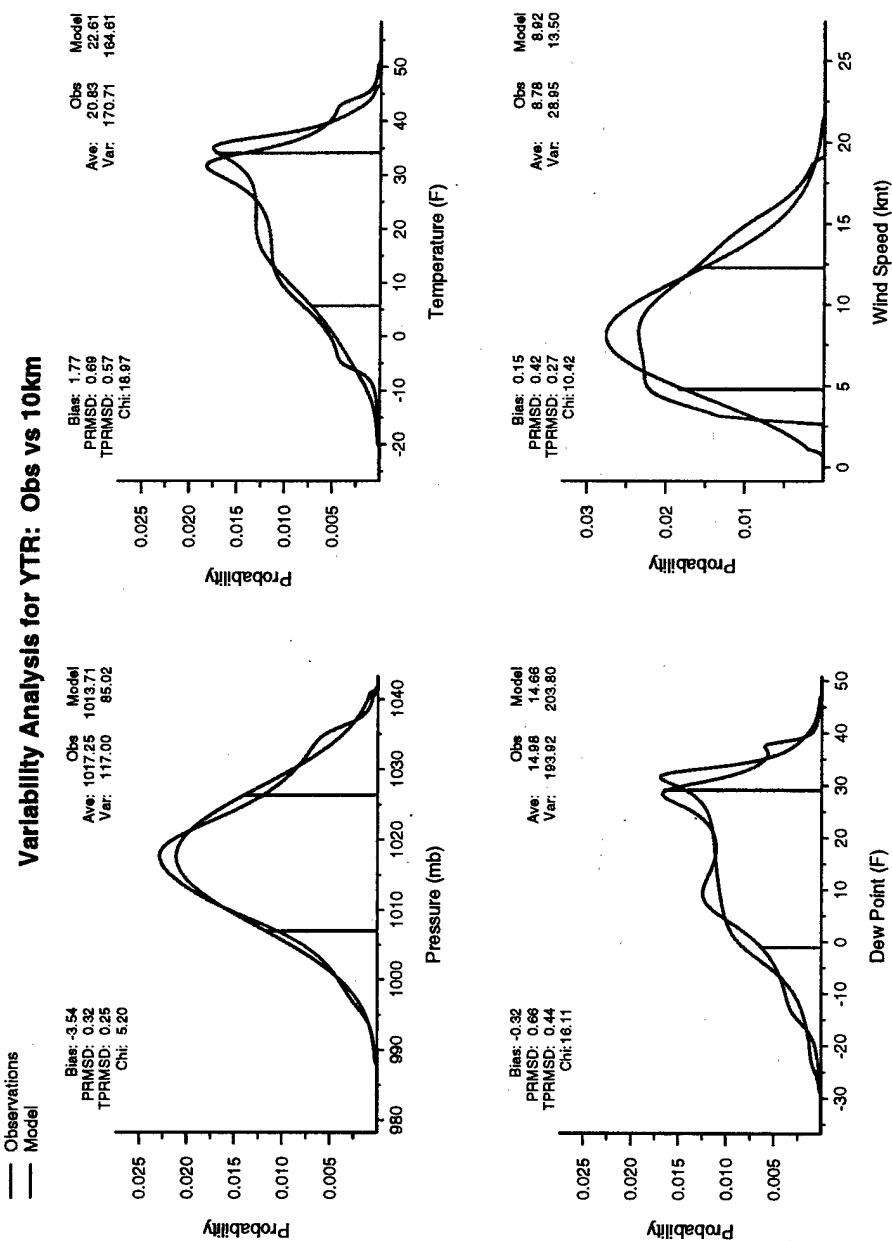 Variability Analysis for YTR: Obs vs 10km
Observations
Model
Bias: -3.54
PRMSD: 0.32
TPRMSD: 0.25
Chi: 5.20
Obs Model
Ave: 1017.25 1013.71
Var: 117.00 85.02
Probability
0.025
0.020
0.015
0.010
0.005
980 990 1000 1010 1020 1030 1040
Pressure (mb)
Bias: 1.77
PRMSD: 0.69
TPRMSD: 0.57
Chi: 18.97
Obs Model
Ave: 20.83 22.61
Var: 170.71 164.61
Probability
0.025
0.020
0.015
0.010
0.005
-20 -10 0 10 20 30 40 50
Temperature (F)
Bias: -0.32
PRMSD: 0.66
TPRMSD: 0.44
Chi:16.11
Obs Model
Ave: 14.98 14.66
Var: 193.92 203.80
Probability
0.025
0.020
0.015
0.010
0.005
-30 -20 -10 0 10 20 30 40 50
Dew Point (F)
Bias: 0.15
PRMSD: 0.42
TPRMSD: 0.27
Chi:10.42
Obs Model
Ave: 8.78 8.92
Var: 28.95 13.50
Probability
0.03
0.02
0.01
0 5 10 15 20 25
Wind Speed (knt)